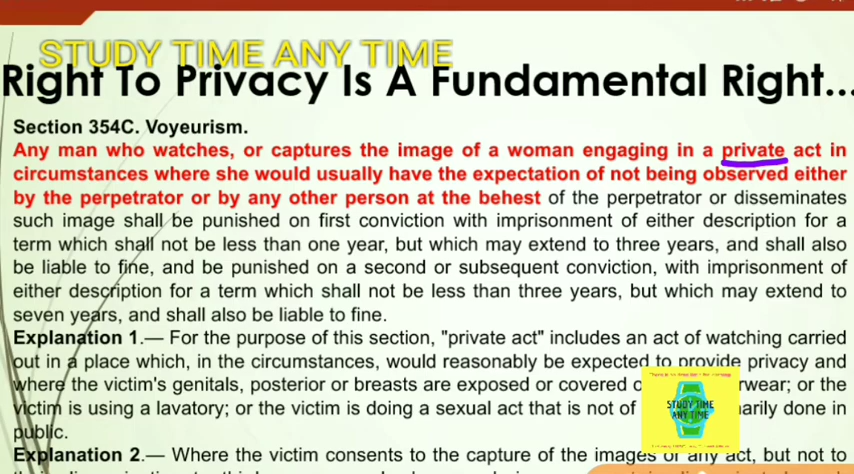 STUDY TIME ANY TIME
Right To Privacy Is A Fundamental Right...
Section 354C. Voyeurism.
Any man who watches, or captures the image of a woman engaging in a private act in
circumstances where she would usually have the expectation of not being observed either
by the perpetrator or by any other person at the behest of the perpetrator or disseminates
such image shall be punished on first conviction with imprisonment of either description for a
term which shall not be less than one year, but which may extend to three years, and shall also
be liable to fine, and be punished on a second or subsequent conviction, with imprisonment of
either description for a term which shall not be less than three years, but which may extend to
seven years, and shall also be liable to fine.
Explanation 1.— For the purpose of this section, "private act" includes an act of watching carried
out in a place which, in the circumstances, would reasonably be expected to provide privacy and
where the victim's genitals, posterior or breasts are exposed or covered o rwear; or the
victim is using a lavatory; or the victim is doing a sexual act that is not of narily done in
public.
STUDY TIME
ANY TIME
Explanation 2.— Where the victim consents to the capture of the images or any act, but not to